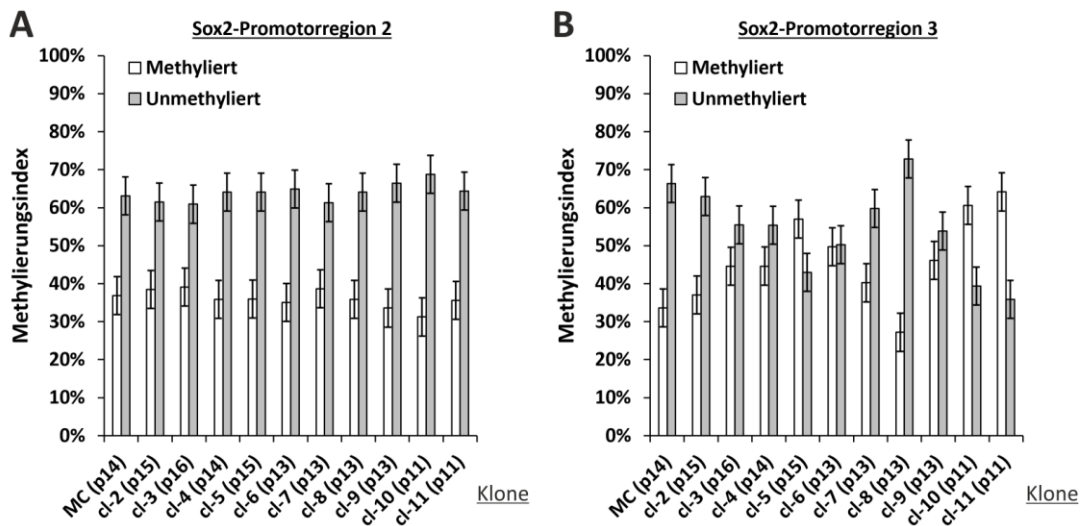 A
Sox2-Promotorregion 2
Methylierungsindex
100%
90%
80%
70%
60%
50%
40%
30%
20%
10%
0%
Methyliert
Unmethyliert
MC (p14)
cl-2 (p15)
cl-3 (p16)
cl-4 (p14)
cl-5 (p15)
cl-6 (p13)
cl-7 (p13)
cl-8 (p13)
cl-9 (p13)
cl-10 (p11)
cl-11 (p11)
Klone
B
Sox2-Promotorregion 3
Methylierungsindex
100%
90%
80%
70%
60%
50%
40%
30%
20%
10%
0%
Methyliert
Unmethyliert
MC (p14)
cl-2 (p15)
cl-3 (p16)
cl-4 (p14)
cl-5 (p15)
cl-6 (p13)
cl-7 (p13)
cl-8 (p13)
cl-9 (p13)
cl-10 (p11)
cl-11 (p11)
Klone